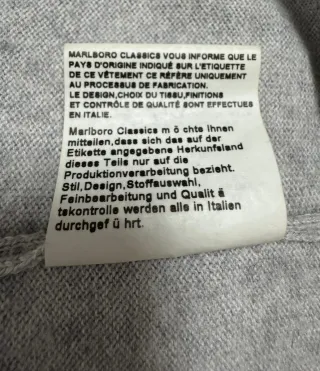 MARLBORO CLASSICS VOUS INFORME QUE LE
PAYS D'ORIGINE INDIQUÉ SUR L'ETIQUETTE
DE CE VÊTEMENT CE RÉFÈRE UNIQUEMENT
AU PROCESSUS DE FABRICATION.
LE DESIGN,CHOIX DU TISSU,FINITIONS
ET CONTRÔLE DE QUALITÉ SONT EFFECTUES
EN ITALIE.
Marlboro Classics m ö chte Ihnen
mitteilen,dass sich das auf der
Etikette angegebene Herkunfsland
dieses Teils nur auf die
Produktionverarbeitung bezieht.
Stil,Design,Stoffauswahl,
Feinbearbeitung und Qualit ä
tskontrolle werden alle in Italien
durchgef ü hrt.